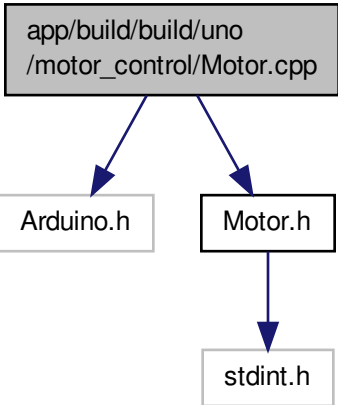 app/build/build/uno
/motor_control/Motor.cpp
Arduino.h
Motor.h
stdint.h